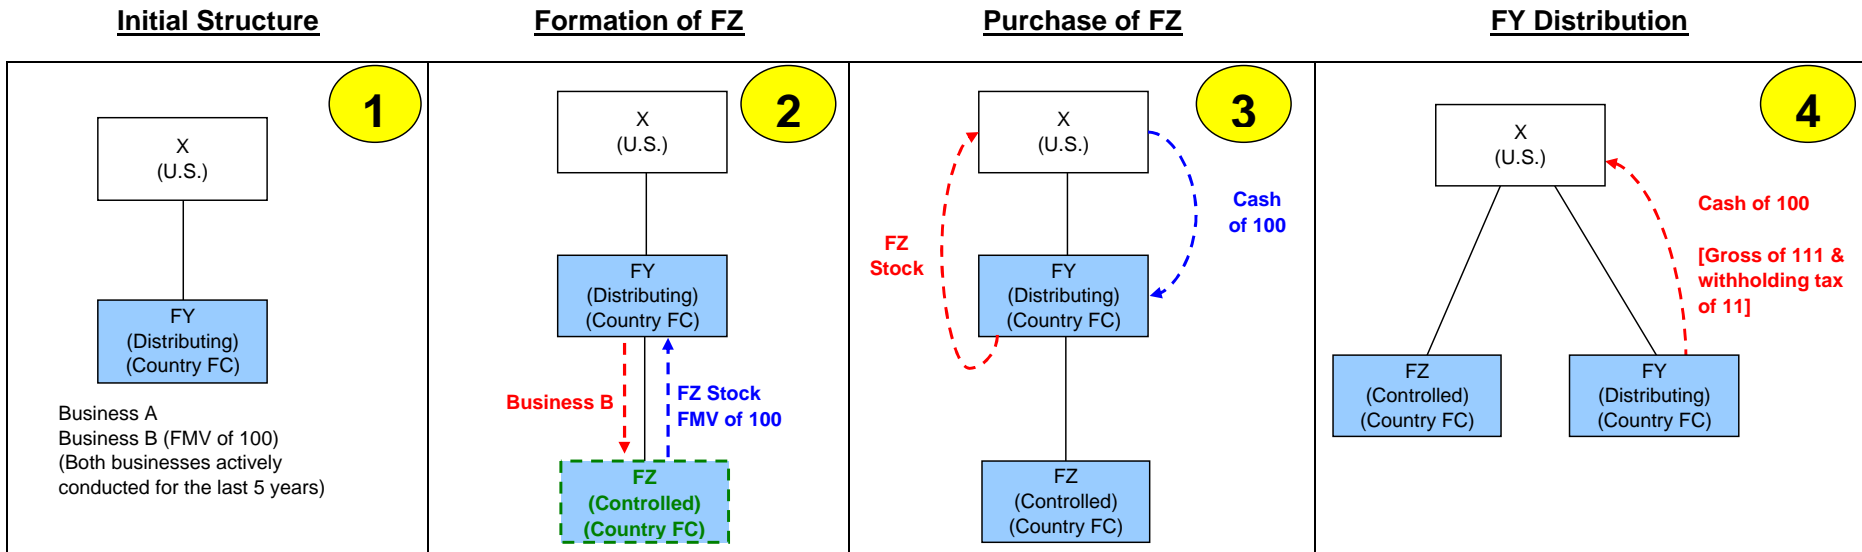 Initial Structure
Formation of FZ
Purchase of FZ
FY Distribution
1
X
(U.S.)
FY
(Distributing)
(Country FC)
Business A
Business B (FMV of 100)
(Both businesses actively
conducted for the last 5 years)
2
X
(U.S.)
FY
(Distributing)
(Country FC)
Business B
FZ Stock
FMV of 100
FZ
(Controlled)
(Country FC)
3
X
(U.S.)
Cash
of 100
FZ
Stock
FY
(Distributing)
(Country FC)
FZ
(Controlled)
(Country FC)
4
X
(U.S.)
Cash of 100
[Gross of 111 &
withholding tax
of 11]
FZ
(Controlled)
(Country FC)
FY
(Distributing)
(Country FC)